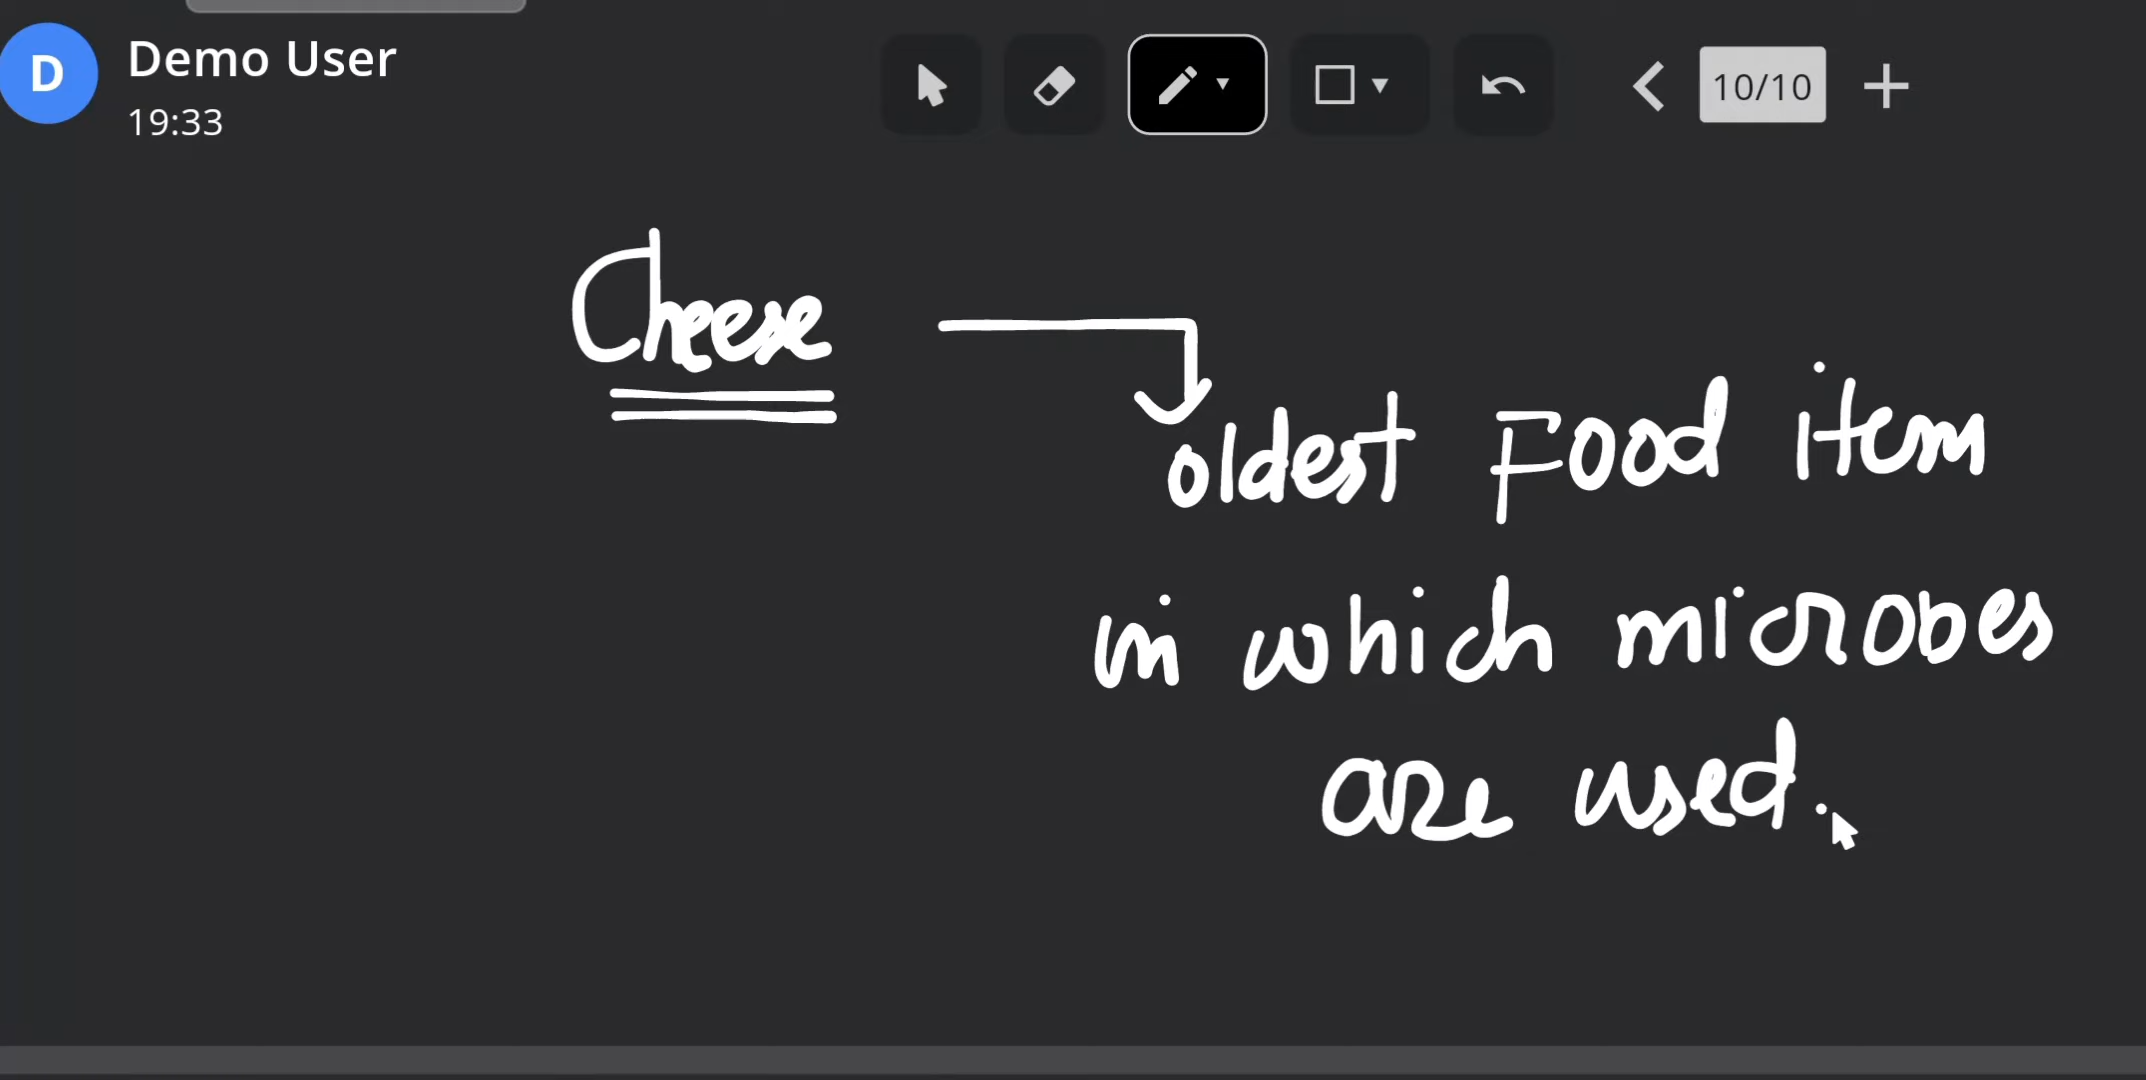 D
Demo User
19:33
10/10
Cheese
oldest Food item
in which microbes
are used.